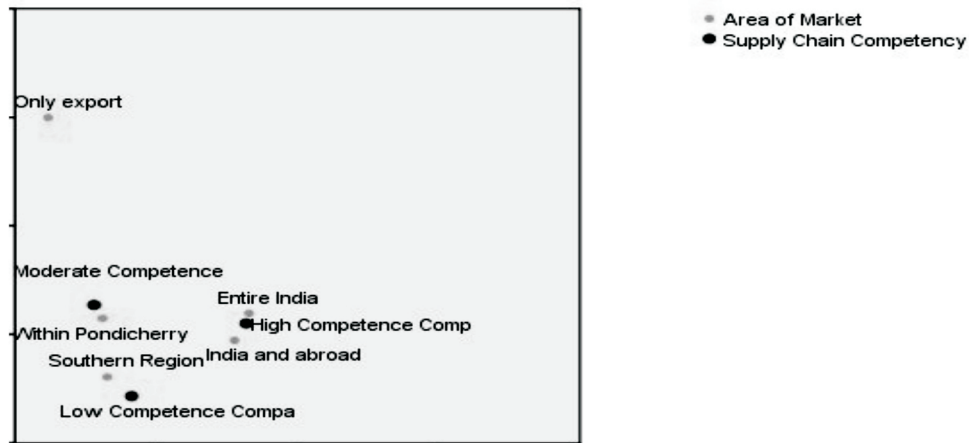 Area of Market
Supply Chain Competency
Only export
Moderate Competence
Entire India
High Competence Comp
Within Pondicherry
India and abroad
Southern Region
Low Competence Compa